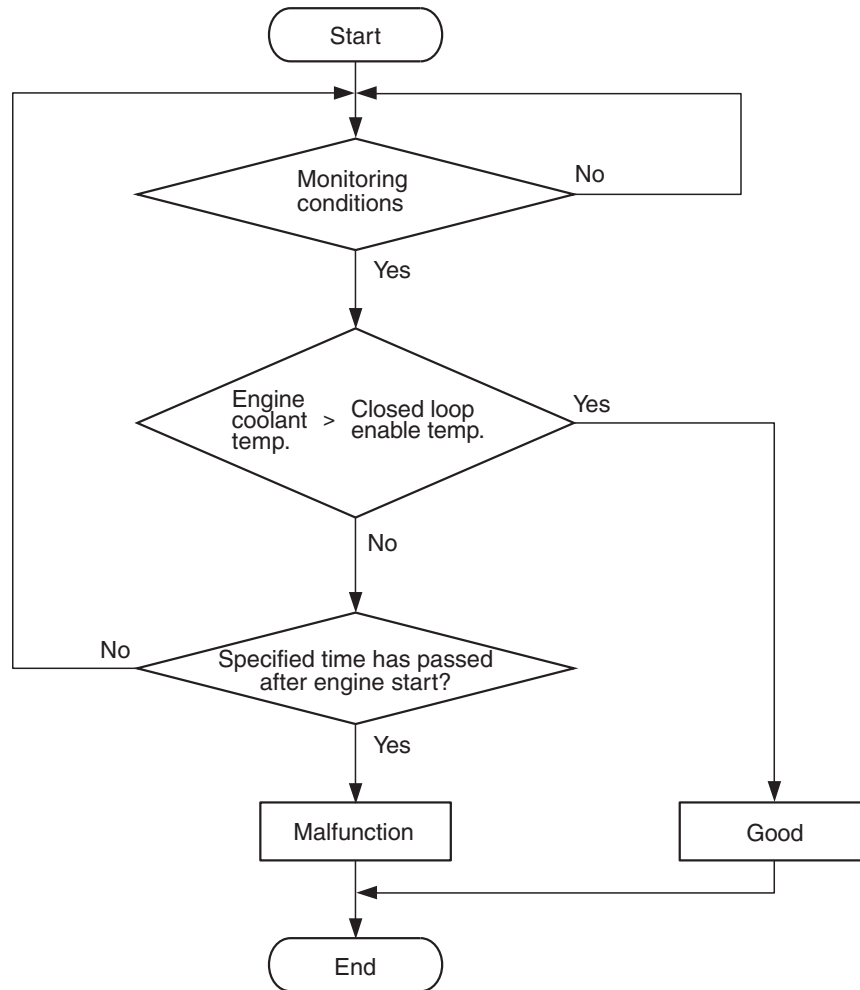 Start
Monitoring
conditions
No
Yes
Engine
coolant
temp.
>
Closed loop
enable temp.
Yes
No
No
Specified time has passed
after engine start?
Yes
Malfunction
Good
End